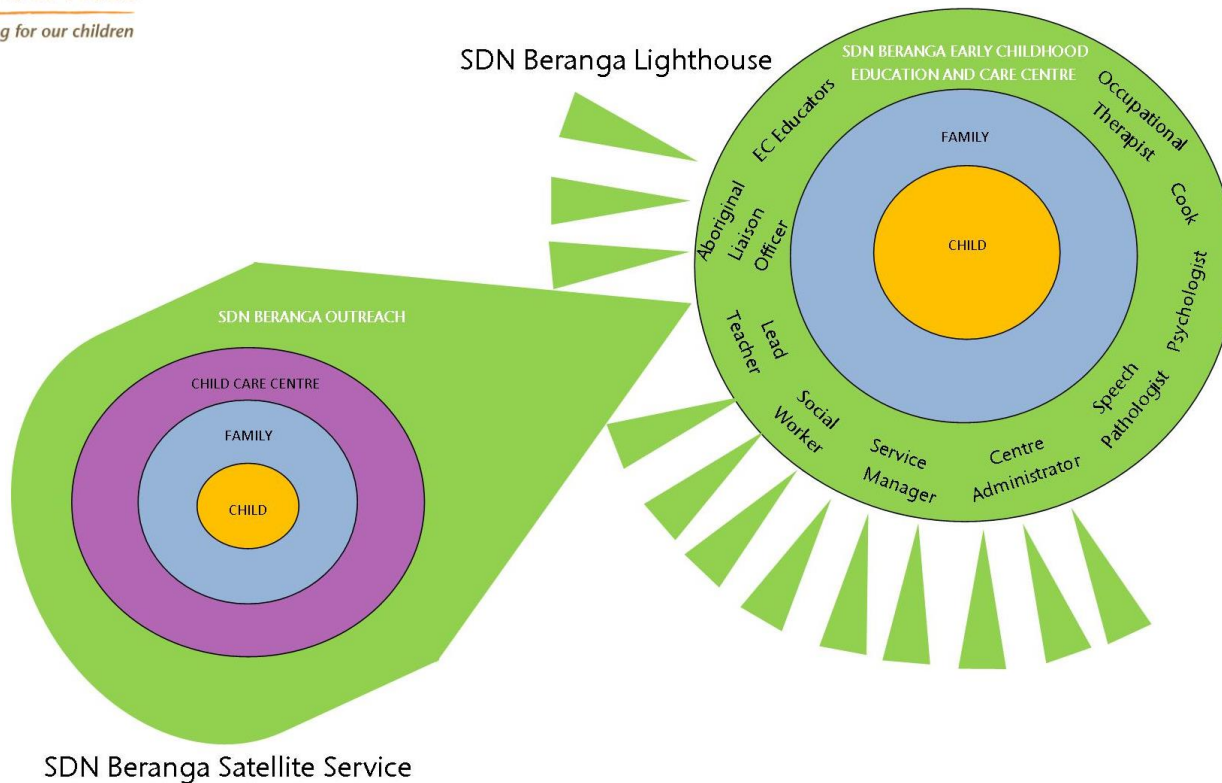 g for our children
SDN Beranga Lighthouse
SDN BERANGA EARLY CHILDHOOD
EDUCATION AND CARE CENTRE
EC Educators
Occupational
Therapist
FAMILY
Aboriginal
Liaison
Officer
Cook
CHILD
Psychologist
Lead
Teacher
Speech
Pathologist
Social
Worker
Service
Manager
Centre
Administrator
SDN BERANGA OUTREACH
CHILD CARE CENTRE
FAMILY
CHILD
SDN Beranga Satellite Service